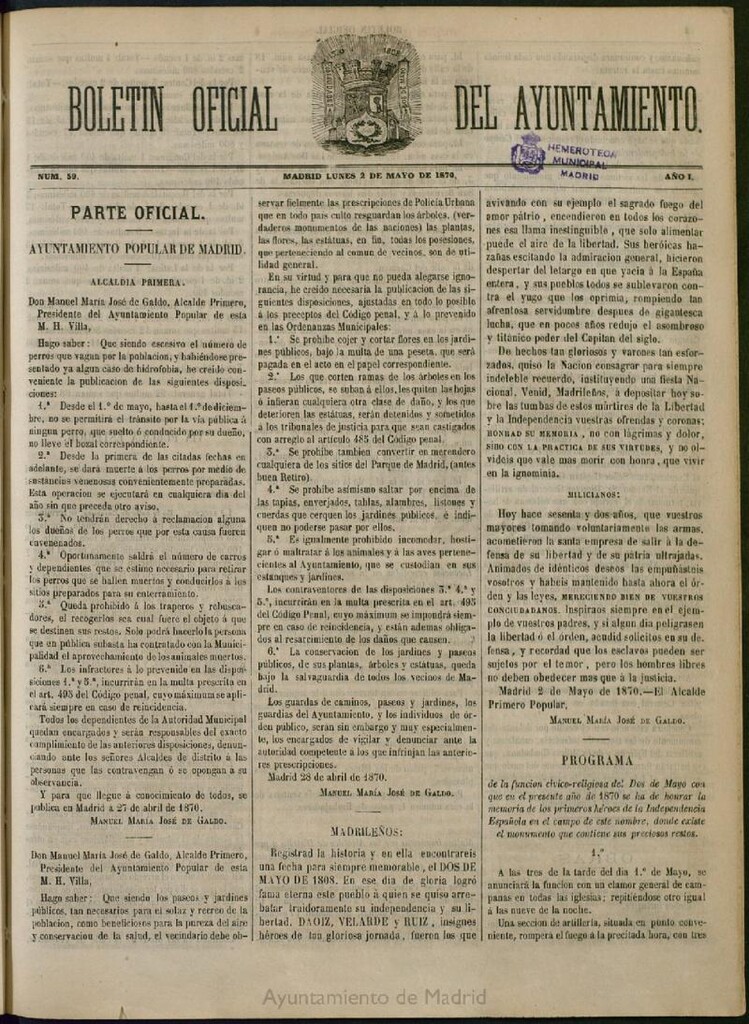 BOLETIN OFICIAL
DEL AYUNTAMIENTO.
HEMEROTECA
MUNICIPAL
MADRID
NUM. 59.
MADRID LUNES 2 DE MAYO DE 1870.
AÑO I.
PARTE OFICIAL.
AYUNTAMIENTO POPULAR DE MADRID.
ALCALDIA PRIMERA.
Don Manuel María José de Galdo, Alcalde Primero,
Presidente del Ayuntamiento Popular de esta
M. H. Villa,
Hago saber: Que siendo escesivo el número de
perros que vagan por la poblacion, y habiéndose pre-
sentado ya algun caso de hidrofobia, he creido con-
veniente la publicacion de las siguientes disposi-
ciones:
1.ª Desde el 1.º de mayo, hasta el 1.º de diciem-
bre, no se permitirá el tránsito por la vía pública á
ningun perro, que suelto ó conducido por su dueño,
no lleve el bozal correspondiente.
2.ª Desde la primera de las citadas fechas en
adelante, se dará muerte á los perros por medio de
sustancias venenosas convenientemente preparadas.
Esta operacion se ejecutará en cualquiera dia del
año sin que preceda otro aviso.
3.ª No tendrán derecho á reclamacion alguna
los dueños de los perros que por esta causa fueren
envenenados.
4.ª Oportunamente saldrá el número de carros
y dependientes que se estime necesario para retirar
los perros que se hallen muertos y conducirlos á los
sitios preparados para su enterramiento.
5.ª Queda prohibido á los traperos y rebusca-
dores, el recogerlos sea cual fuere el objeto á que
se destinen sus restos. Solo podrá hacerlo la persona
que en pública subasta ha contratado con la Munici-
palidad el aprovechamiento de los animales muertos.
6.ª Los infractores á lo prevenido en las dispo-
siciones 1.ª y 5.ª, incurrirán en la multa prescrita en el
art. 495 del Código penal, cuyo máximum se apli-
cará siempre en caso de reincidencia.
Todos los dependientes de la Autoridad Municipal
quedan encargados y serán responsables del exacto
cumplimiento de las anteriores disposiciones, denun-
ciando ante los señores Alcaldes de distrito á las
personas que las contravengan ó se opongan a su
observancia.
Y para que llegue á conocimiento de todos, se
publica en Madrid a 27 de abril de 1870.
MANUEL MARÍA JOSÉ DE GALDO.
Don Manuel María José de Galdo, Alcalde Primero,
Presidente del Ayuntamiento Popular de esta
M. H. Villa,
Hago saber: Que siendo los paseos y jardines
públicos, tan necesarios para el solaz y recreo de la
poblacion, como beneficiosos para la pureza del aire
y conservacion de la salud, el vecindario debe ob-
servar fielmente las prescripciones de Policía Urbana
que en todo pais culto resguardan los árboles, (ver-
daderos monumentos de las naciones) las plantas,
las flores, las estátuas, en fin, todas las posesiones,
que perteneciendo al comun de vecinos, son de uti-
lidad general.
En su virtud y para que no pueda alegarse igno-
rancia, he creido necesaria la publicacion de las si-
guientes disposiciones, ajustadas en todo lo posible
á los preceptos del Código penal, y á lo prevenido
en las Ordenanzas Municipales:
1.ª Se prohibe cojer y cortar flores en los jardi-
nes públicos, bajo la multa de una peseta, que será
pagada en el acto en el papel correspondiente.
2.ª Los que corten ramas de los árboles en los
paseos públicos, se suban á ellos, les quiten las hojas
ó infieran cualquiera otra clase de daño, y los que
deterioren las estátuas, serán detenidos y sometidos
á los tribunales de justicia para que sean castigados
con arreglo al artículo 485 del Código penal.
3.ª Se prohibe tambien convertir en merendero
cualquiera de los sitios del Parque de Madrid, (antes
buen Retiro).
4.ª Se prohibe asímismo saltar por encima de
las tapias, enverjados, tablas, alambres, listones y
cuerdas que cerquen los jardines públicos, é indi-
quen no poderse pasar por ellos.
5.ª Es igualmente prohibido incomodar, hosti-
gar ó maltratar á los animales y á las aves pertene-
cientes al Ayuntamiento, que se custodian en sus
estanques y jardines.
Los contraventores de las disposiciones 3.ª 4.ª y
5.ª, incurrirán en la multa prescrita en el art. 495
del Código Penal, cuyo máximum se impondrá siem-
pre en caso de reincidencia, y están ademas obliga-
dos al resarcimiento de los daños que causen.
6.ª La conservacion de los jardines y paseos
públicos, de sus plantas, árboles y estátuas, queda
bajo la salvaguardia de todos los vecinos de Ma-
drid.
Los guardas de caminos, paseos y jardines, los
guardias del Ayuntamiento, y los individuos de ór-
den público, serán sin embargo y muy especialmen-
te, los encargados de vigilar y denunciar ante la
autoridad competente á los que infrinjan las anterio-
res prescripciones.
Madrid 28 de abril de 1870.
MANUEL MARÍA JOSÉ DE GALDO.
MADRILEÑOS:
Registrad la historia y en ella encontrareis
una fecha para siempre memorable, el DOS DE
MAYO DE 1808. En ese dia de gloria logró
fama eterna este pueblo á quien se quiso arre-
batar traidoramente su independencia y su li-
bertad. DAOIZ, VELARDE y RUIZ, insignes
héroes de tan gloriosa jornada, fueron los que
avivando con su ejemplo el sagrado fuego del
amor pátrio, encendieron en todos los corazo-
nes esa llama inestinguible, que solo alimentar
puede el aire de la libertad. Sus heróicas ha-
zañas escitando la admiracion general, hicieron
despertar del letargo en que yacia á la España
entera, y sus pueblos todos se sublevaron con-
tra el yugo que los oprimia, rompiendo tan
afrentosa servidumbre despues de gigantesca
lucha, que en pocos años redujo el asombroso
y titánico poder del Capitan del siglo.
De hechos tan gloriosos y varones tan esfor-
zados, quiso la Nacion consagrar para siempre
indeleble recuerdo, instituyendo una fiesta Na-
cional. Venid, Madrileños, á depositar hoy so-
bre las tumbas de estos mártires de la Libertad
y la Independencia vuestras ofrendas y coronas;
HONRAD SU MEMORIA, no con lágrimas y dolor,
SINO CON LA PRACTICA DE SUS VIRTUDES, y no ol-
videis que vale mas morir con honra, que vivir
en la ignominia.
MILICIANOS:
Hoy hace sesenta y dos años, que vuestros
mayores tomando voluntariamente las armas,
acometieron la santa empresa de salir á la de-
fensa de su libertad y de su pátria ultrajadas.
Animados de idénticos deseos las empuñásteis
vosotros y habeis mantenido hasta ahora el ór-
den y las leyes, MERECIENDO BIEN DE VUESTROS
CONCIUDADANOS. Inspiraos siempre en el ejem-
plo de vuestros padres, y si algun dia peligrasen
la libertad ó el órden, acudid solícitos en su de-
fensa, y recordad que los esclavos pueden ser
sujetos por el temor, pero los hombres libres
no deben obedecer mas que à la justicia.
Madrid 2 de Mayo de 1870.—El Alcalde
Primero Popular,
MANUEL MARÍA JOSÉ DE GALDO.
PROGRAMA
de la funcion cívico-religiosa del Dos de Mayo con
que en el presente año de 1870 se ha de honrar la
memoria de los primeros héroes de la Independencia
Española en el campo de este nombre, donde existe
el monumento que contiene sus preciosos restos.
1.º
A las tres de la tarde del dia 1.º de Mayo, se
anunciará la funcion con un clamor general de cam-
panas en todas las iglesias; repitiéndose otro igual
á las nueve de la noche.
Una seccion de artillería, situada en punto conve-
niente, romperá el fuego á la precitada hora, con tres
Ayuntamiento de Madrid